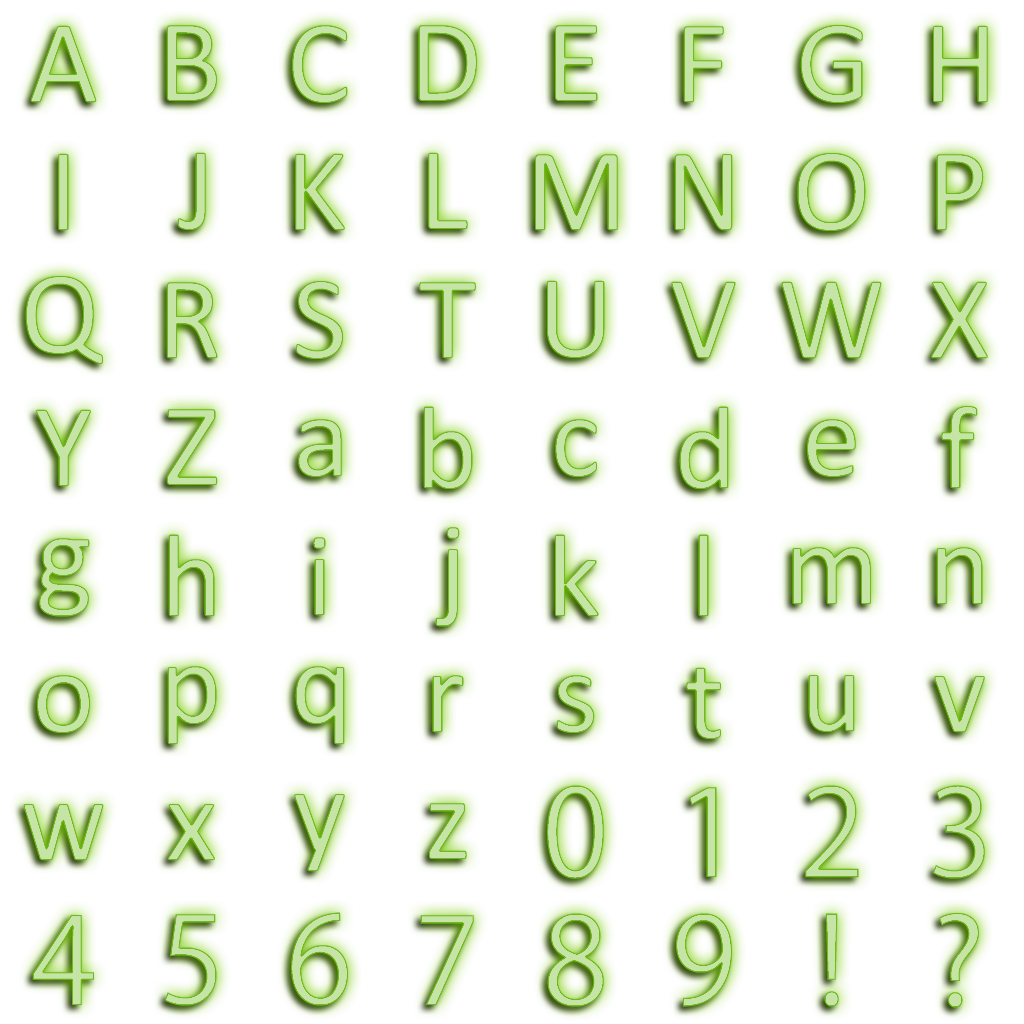 A B C D E F G H
I J K L M N O P
Q R S T U V W X
Y Z a b c d e f
g h i j k l m n
o p q r s t u v
w x y z 0 1 2 3
4 5 6 7 8 9 ! ?